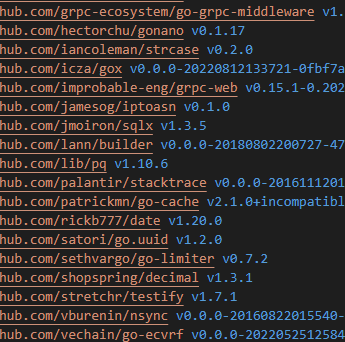 hub.com/grpc-ecosystem/go-grpc-middleware v1.
hub.com/hectorchu/gonano v0.1.17
hub.com/iancoleman/strcase v0.2.0
hub.com/icza/gox v0.0.0-20220812133721-0fbf7a
hub.com/improbable-eng/grpc-web v0.15.1-0.202
hub.com/jamesog/iptoasn v0.1.0
hub.com/jmoiron/sqlx v1.3.5
hub.com/lann/builder v0.0.0-20180802200727-47
hub.com/lib/pq v1.10.6
hub.com/palantir/stacktrace v0.0.0-2016111201
hub.com/patrickmn/go-cache v2.1.0+incompatibl
hub.com/rickb777/date v1.20.0
hub.com/satori/go.uuid v1.2.0
hub.com/sethvargo/go-limiter v0.7.2
hub.com/shopspring/decimal v1.3.1
hub.com/stretchr/testify v1.7.1
hub.com/vburenin/nsync v0.0.0-20160822015540-
hub.com/vechain/go-ecvrf v0.0.0-2022052512584